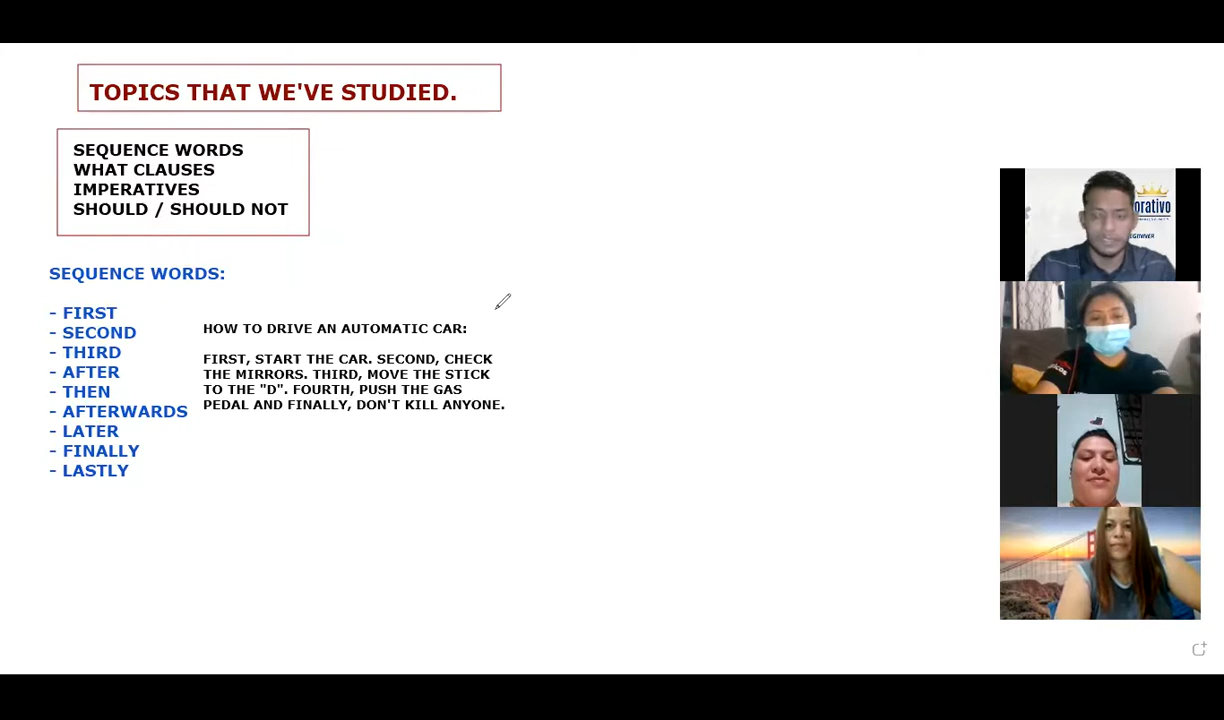 TOPICS THAT WE'VE STUDIED.
SEQUENCE WORDS
WHAT CLAUSES
IMPERATIVES
SHOULD / SHOULD NOT
SEQUENCE WORDS:
- FIRST
- SECOND
- THIRD
- AFTER
- THEN
- AFTERWARDS
- LATER
- FINALLY
- LASTLY
HOW TO DRIVE AN AUTOMATIC CAR:
FIRST, START THE CAR. SECOND, CHECK
THE MIRRORS. THIRD, MOVE THE STICK
TO THE "D". FOURTH, PUSH THE GAS
PEDAL AND FINALLY, DON'T KILL ANYONE.
orativo